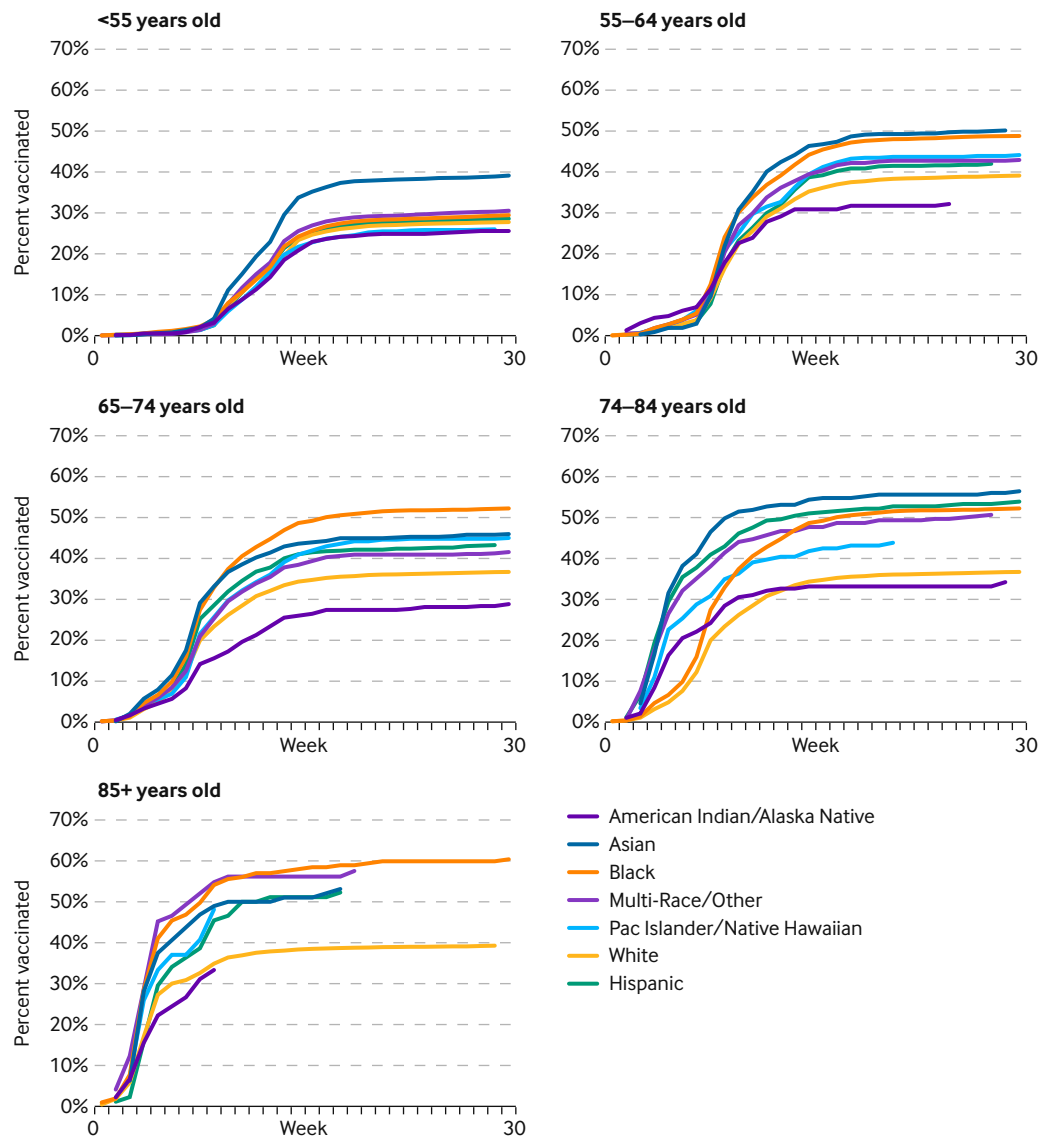 <55 years old
70%
60%
50%
40%
30%
20%
10%
0%
Percent vaccinated
0
Week
30
55–64 years old
70%
60%
50%
40%
30%
20%
10%
0%
0
Week
30
65–74 years old
70%
60%
50%
40%
30%
20%
10%
0%
Percent vaccinated
0
Week
30
74–84 years old
70%
60%
50%
40%
30%
20%
10%
0%
0
Week
30
85+ years old
70%
60%
50%
40%
30%
20%
10%
0%
Percent vaccinated
0
Week
30
American Indian/Alaska Native
Asian
Black
Multi-Race/Other
Pac Islander/Native Hawaiian
White
Hispanic